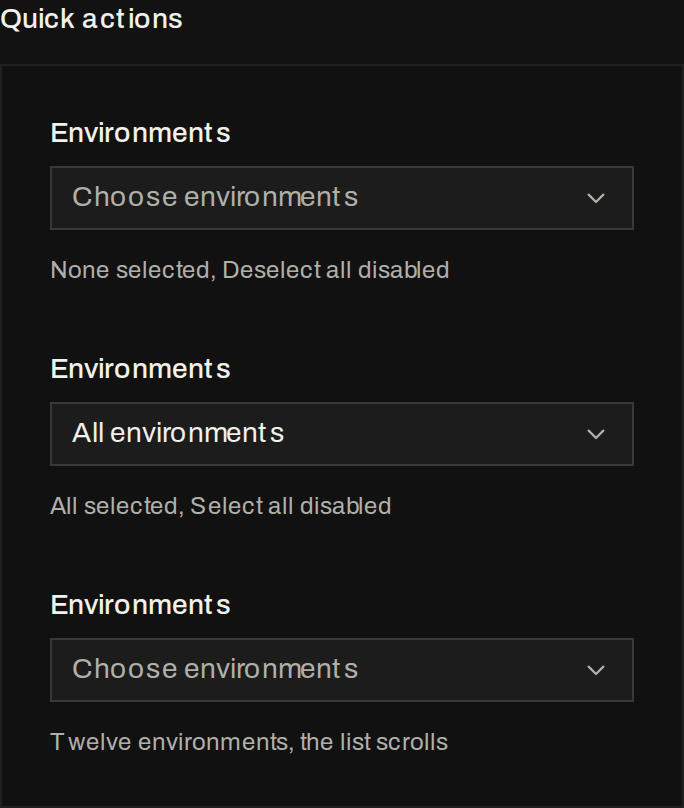 Quick actions
Environments
Choose environments
None selected, Deselect all disabled
Environments
All environments
All selected, Select all disabled
Environments
Choose environments
Twelve environments, the list scrolls